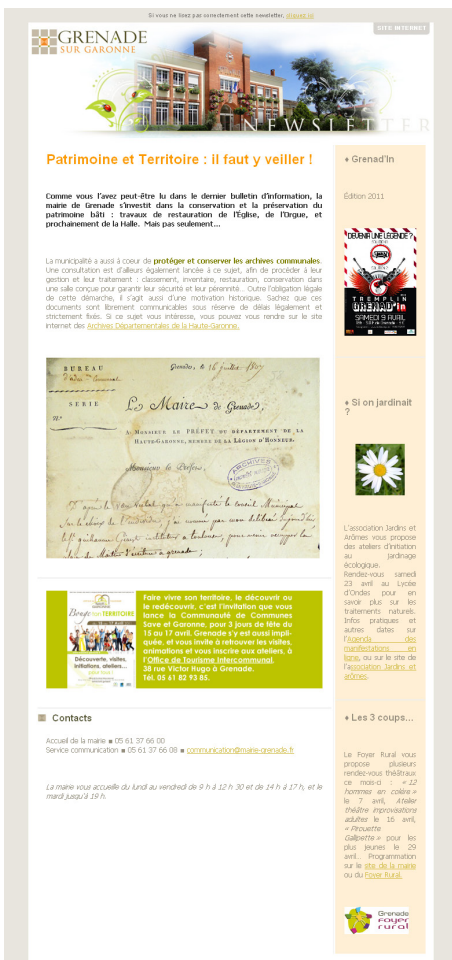 Si vous ne lisez pas correctement cette newsletter, cliquez ici
SITE INTERNET
GRENADE
SUR GARONNE
NEWSLETTER
Patrimoine et Territoire : il faut y veiller !
Comme vous l'avez peut-être lu dans le dernier bulletin d'information, la
mairie de Grenade s'investit dans la conservation et la préservation du
patrimoine bâti : travaux de restauration de l'Église, de l'Orgue, et
prochainement de la Halle. Mais pas seulement...
La municipalité a aussi à coeur de protéger et conserver les archives communales.
Une consultation est d'ailleurs également lancée à ce sujet, afin de procéder à leur
gestion et leur traitement : classement, inventaire, restauration, conservation dans
une salle conçue pour garantir leur sécurité et leur pérennité... Outre l'obligation légale
de cette démarche, il s'agit aussi d'une motivation historique. Sachez que ces
documents sont librement communicables sous réserve de délais légalement et
strictement fixés. Si ce sujet vous intéresse, vous pouvez vous rendre sur le site
internet des Archives Départementales de la Haute-Garonne.
BUREAU
Grenade, le 16 juillet 1807
SERIE
Le Maire de Grenade,
A MONSIEUR LE PRÉFET DU DÉPARTEMENT DE LA
HAUTE-GARONNE, MEMBRE DE LA LÉGION D'HONNEUR.
Monsieur le Préfet,
ARCHIVES
Bouge ton TERRITOIRE
Découverte, visites,
initiations, ateliers...
Faire vivre son territoire, le découvrir ou
le redécouvrir, c'est l'invitation que vous
lance la Communauté de Communes
Save et Garonne, pour 3 jours de fête du
15 au 17 avril. Grenade s'y est aussi impli-
quée, et vous invite à retrouver les visites,
animations et vous inscrire aux ateliers, à
l'Office de Tourisme Intercommunal,
38 rue Victor Hugo à Grenade.
Tél. 05 61 82 93 85.
Contacts
Accueil de la mairie ■ 05 61 37 66 00
Service communication ■ 05 61 37 66 08 ■ communication@mairie-grenade.fr
La mairie vous accueille du lundi au vendredi de 9 h à 12 h 30 et de 14 h à 17 h, et le
mardi jusqu'à 19 h.
♦ Grenad'In
Édition 2011
DEVENIR UNE LÉGENDE ?
TREMPLIN
GRENAD'in
SAMEDI 9 AVRIL
♦ Si on jardinait
?
L'association Jardins et
Arômes vous propose
des ateliers d'initiation
au jardinage
écologique.
Rendez-vous samedi
23 avril au Lycée
d'Ondes pour en
savoir plus sur les
traitements naturels.
Infos pratiques et
autres dates sur
l'Agenda des
manifestations en
ligne, ou sur le site de
l'association Jardins et
arômes.
♦ Les 3 coups...
Le Foyer Rural vous
propose plusieurs
rendez-vous théâtraux
ce mois-ci : « 12
hommes en colère »
le 7 avril, Atelier
théâtre improvisations
adultes le 16 avril,
« Pirouette
Galipette » pour les
plus jeunes le 29
avril... Programmation
sur le site de la mairie
ou du Foyer Rural.
Grenade
foyer
rural